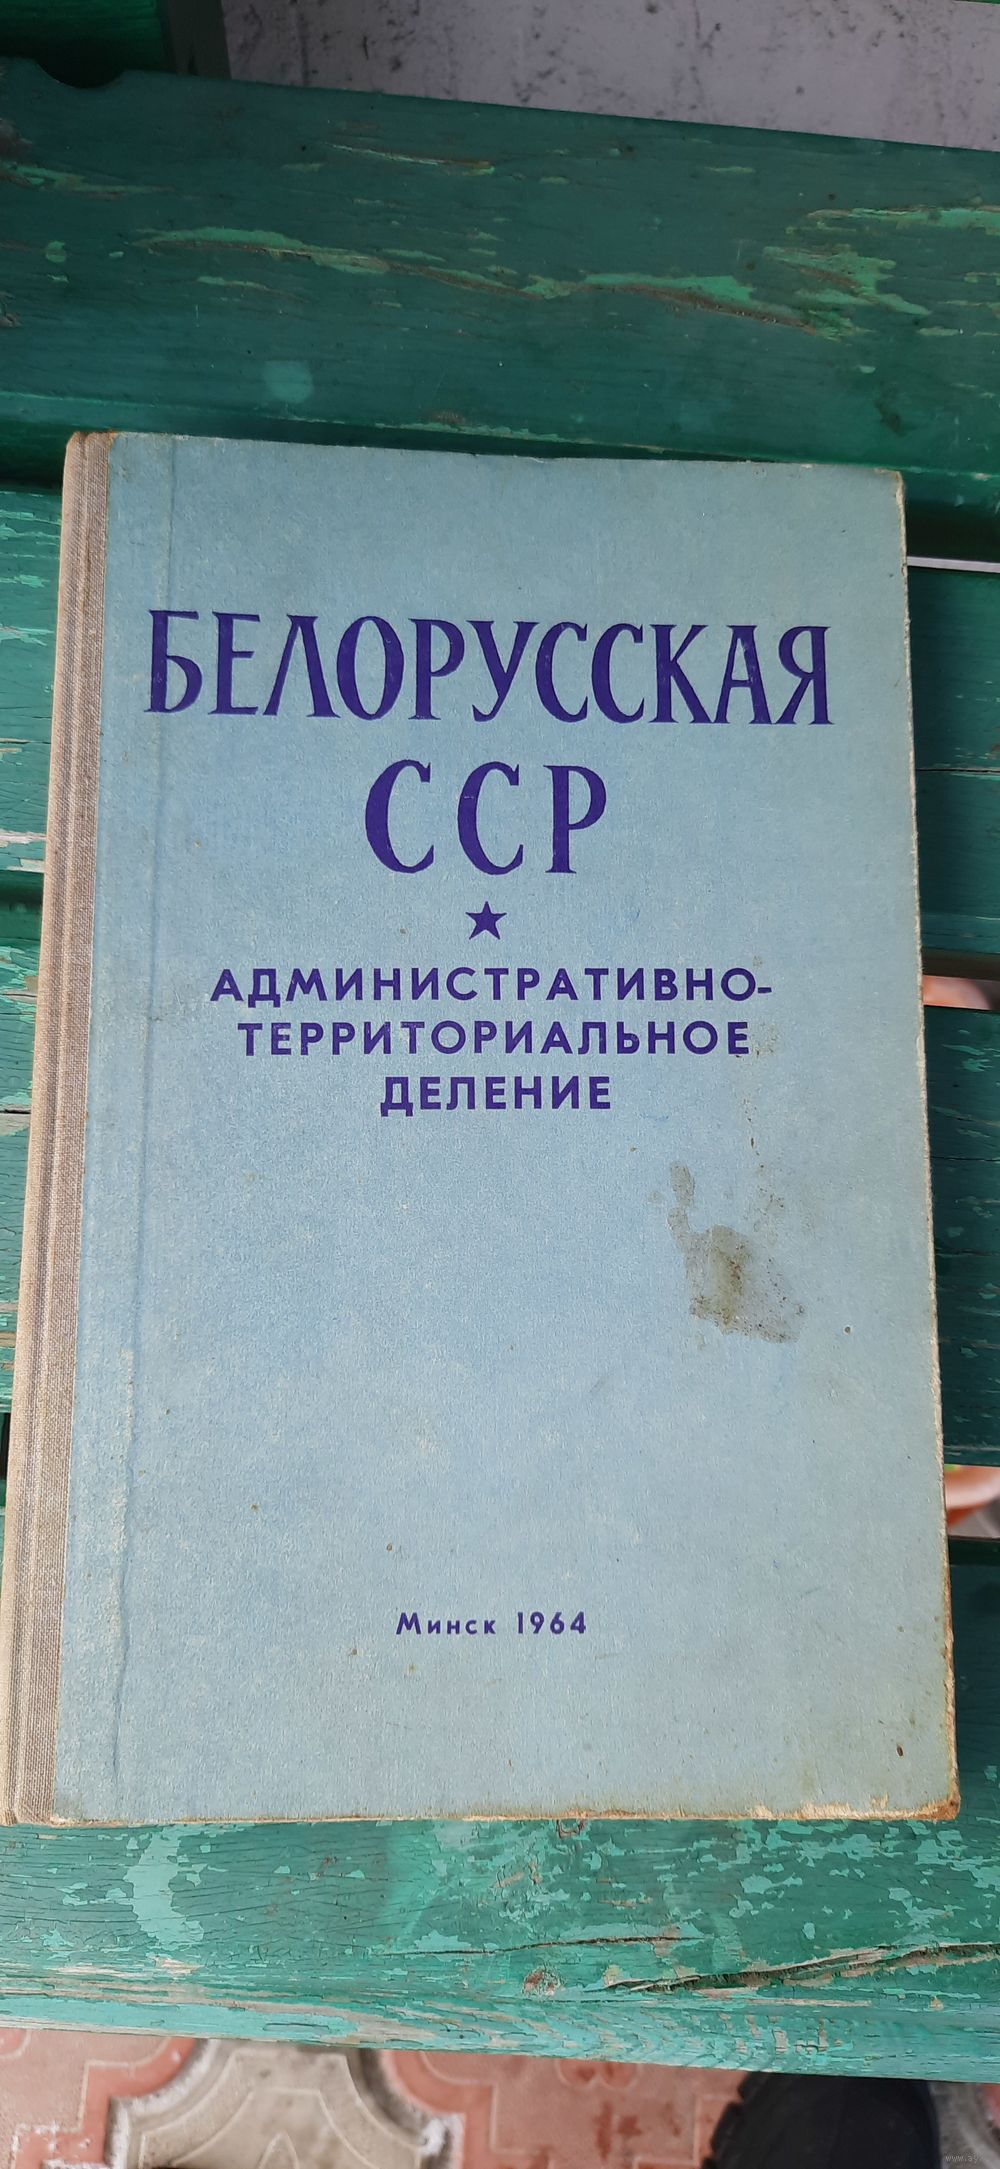 БЕЛОРУССКАЯ
ССР
АДМИНИСТРАТИВНО-
ТЕРРИТОРИАЛЬНОЕ
ДЕЛЕНИЕ
Минск 1964